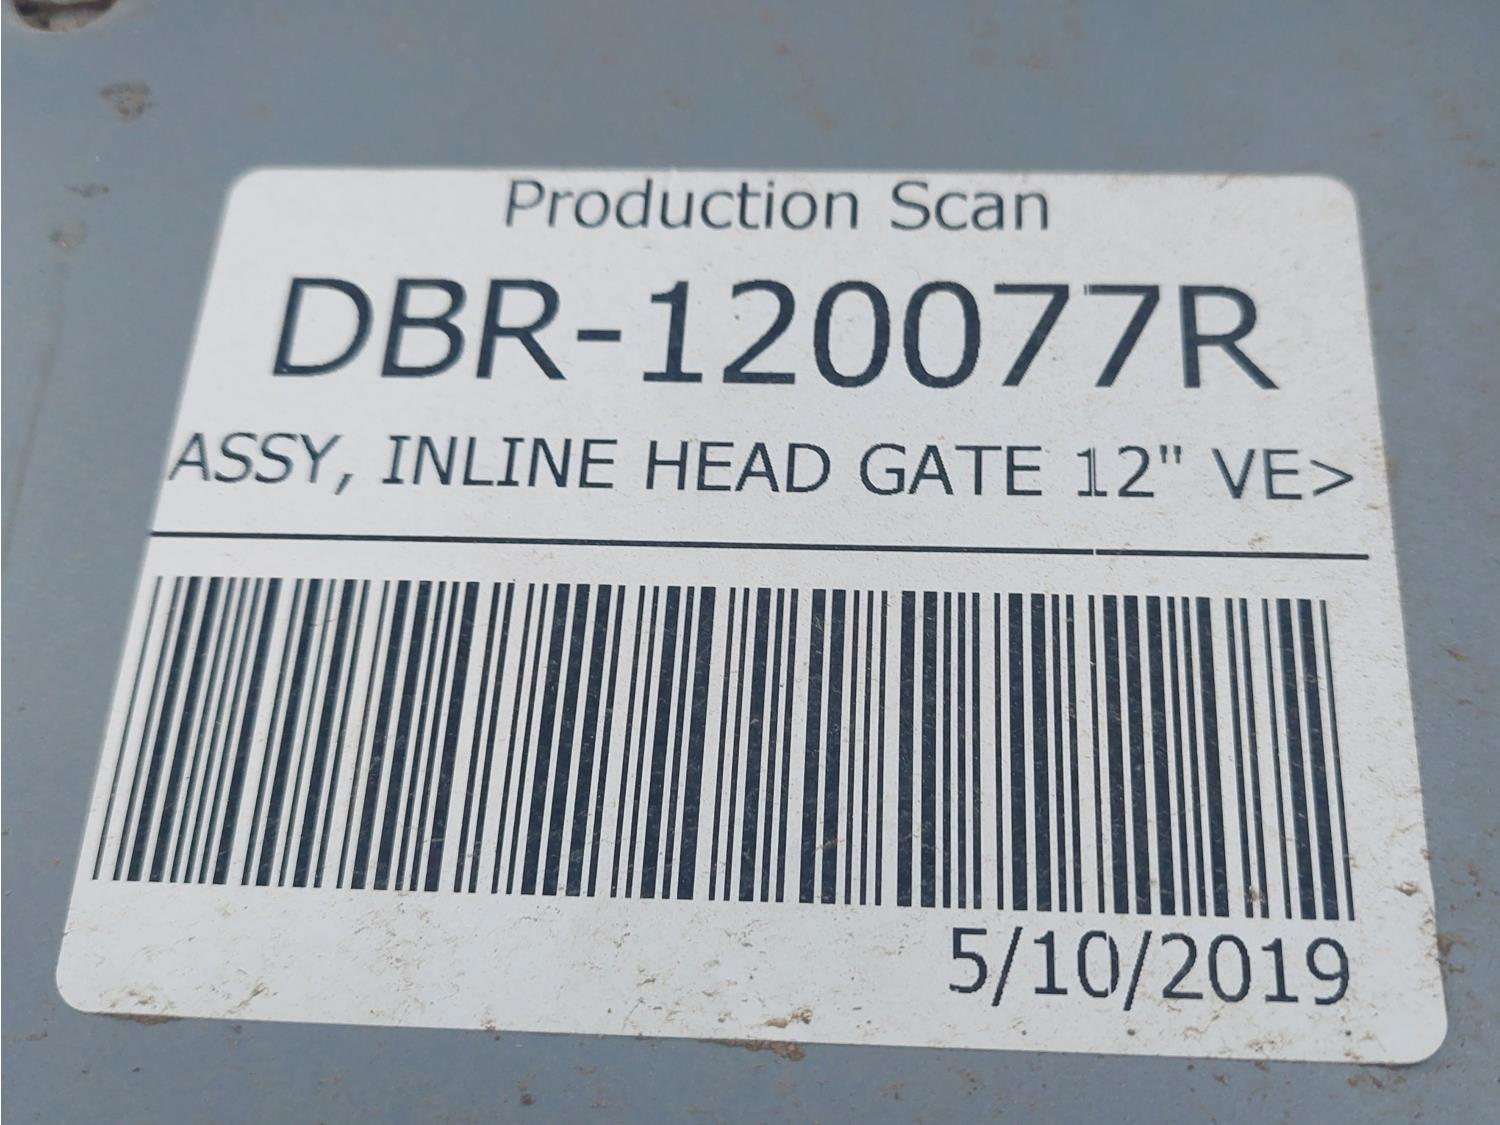 Production Scan
DBR-120077R
ASSY, INLINE HEAD GATE 12" VE>
5/10/2019